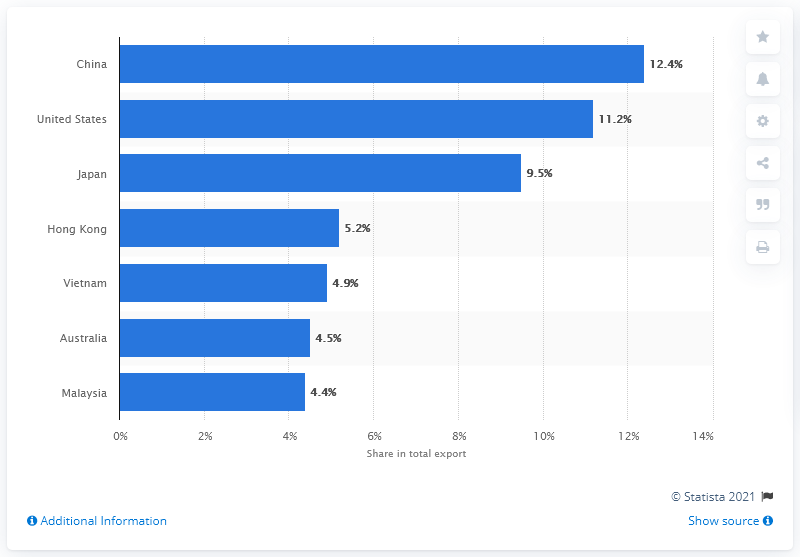 China 12.4%
United States 11.2%
Japan 9.5%
Hong Kong 5.2%
Vietnam 4.9%
Australia 4.5%
Malaysia 4.4%
0% 2% 4% 6% 8% 10% 12% 14%
Share in total export
© Statista 2021
Additional Information Show source